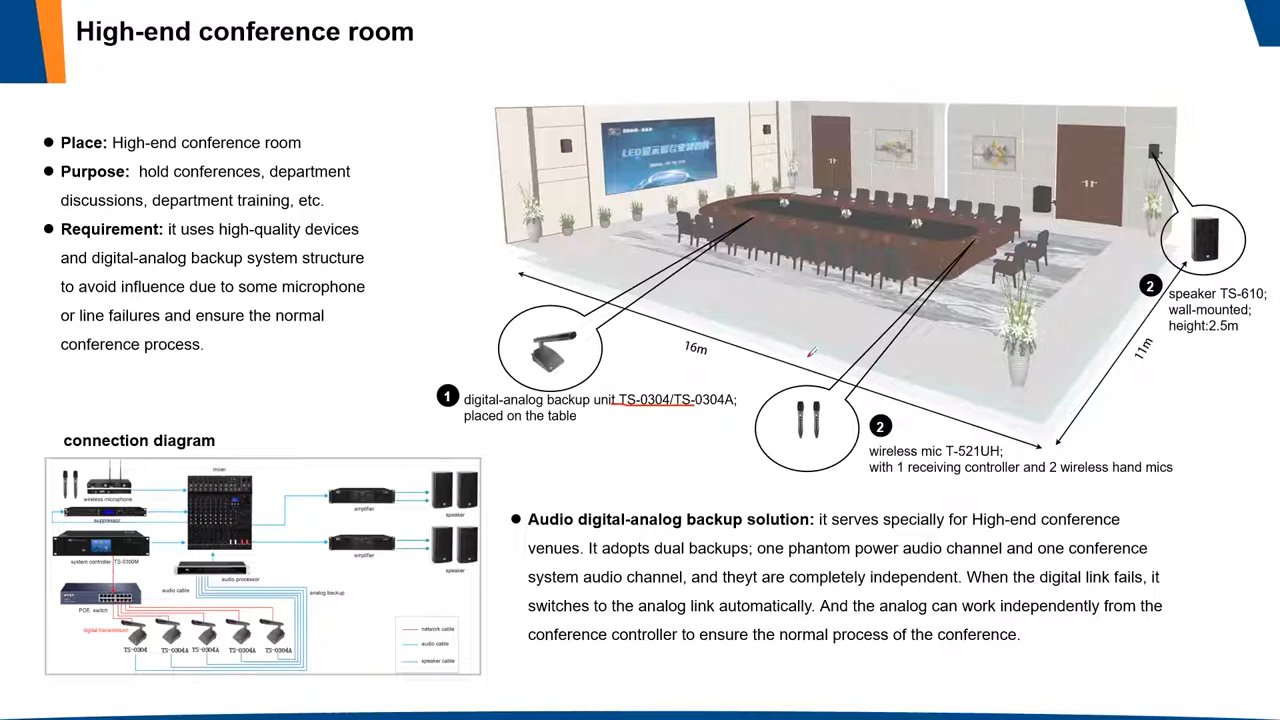 High-end conference room
Place: High-end conference room
Purpose: hold conferences, department
discussions, department training, etc.
Requirement: it uses high-quality devices
and digital-analog backup system structure
to avoid influence due to some microphone
or line failures and ensure the normal
conference process.
16m
11m
1
digital-analog backup unit TS-0304/TS-0304A;
placed on the table
2
wireless mic T-521UH;
with 1 receiving controller and 2 wireless hand mics
2
speaker TS-610;
wall-mounted;
height:2.5m
connection diagram
mixer
wireless microphone
suppressor
system controller TS-0300M
amplifier
speaker
amplifier
speaker
audio processor
audio cable
analog backup
POE switch
digital transmission
TS-0304
TS-0304A
TS-0304A
TS-0304A
TS-0304A
network cable
audio cable
speaker cable
Audio digital-analog backup solution: it serves specially for High-end conference
venues. It adopts dual backups; one phantom power audio channel and one conference
system audio channel, and theyt are completely independent. When the digital link fails, it
switches to the analog link automatically. And the analog can work independently from the
conference controller to ensure the normal process of the conference.